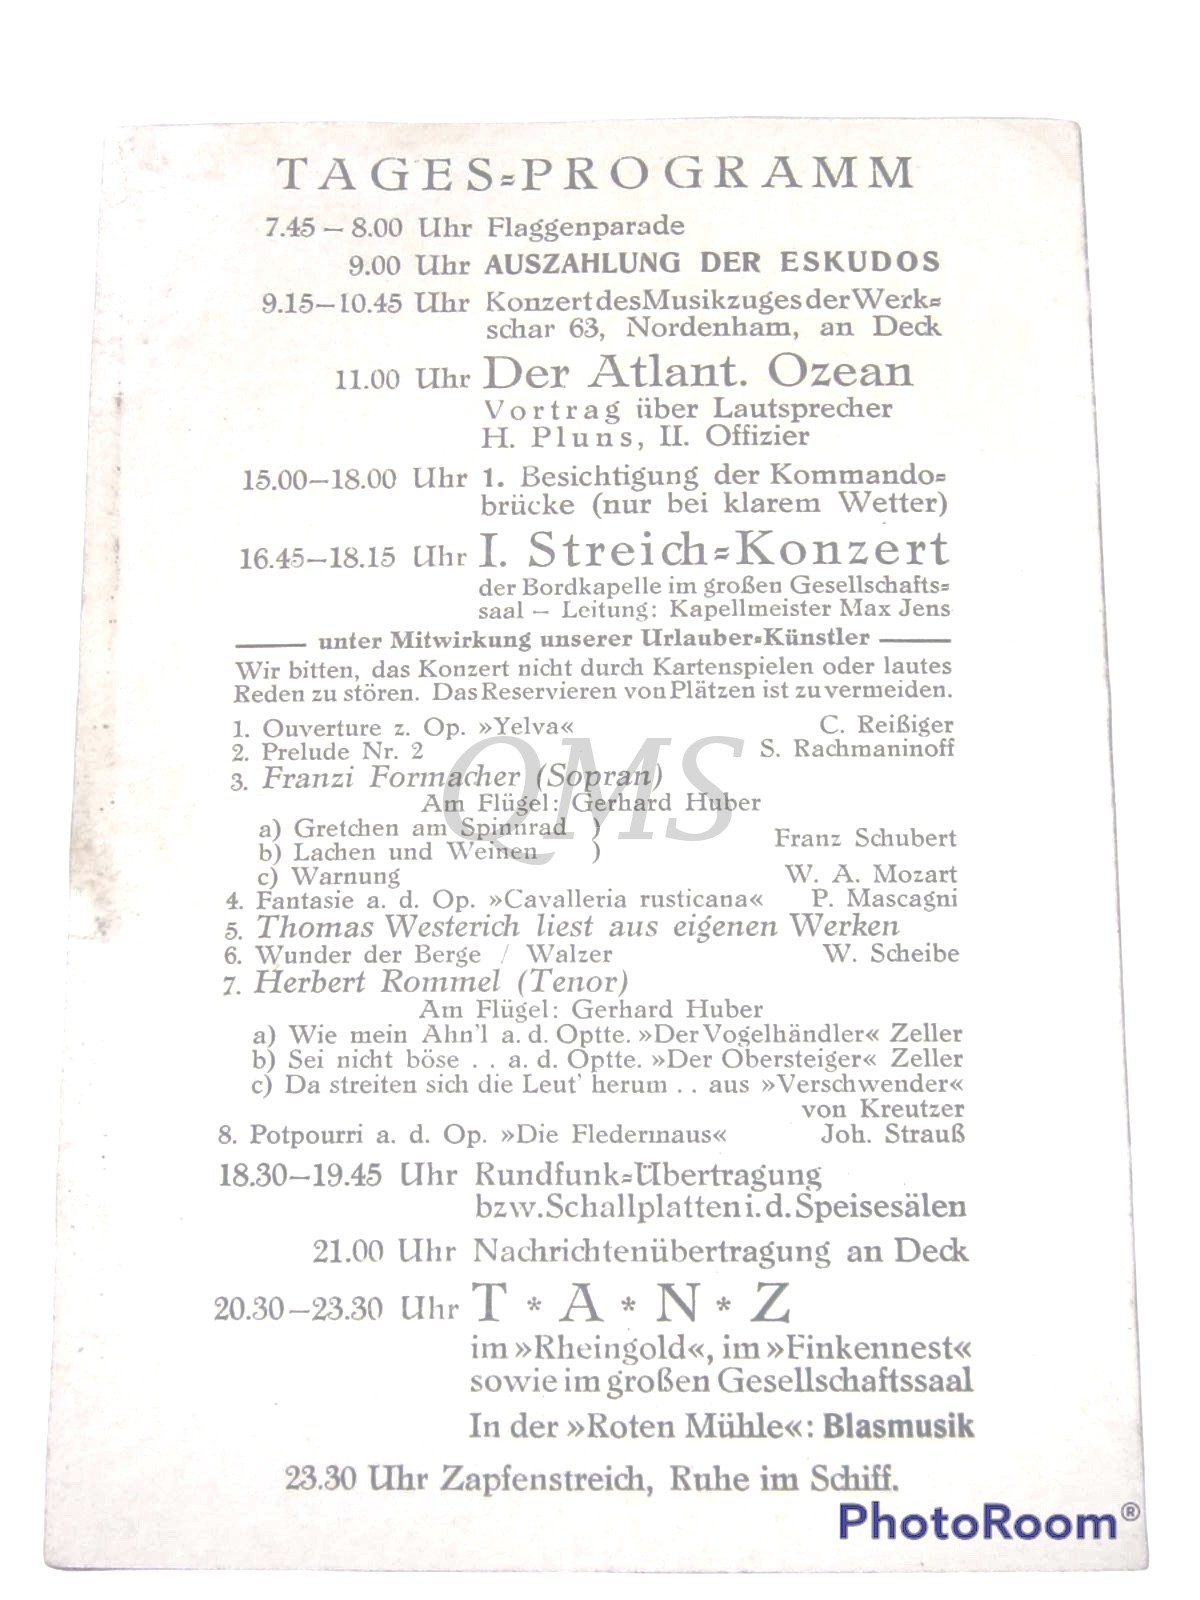 TAGES=PROGRAMM
7.45 – 8.00 Uhr Flaggenparade
9.00 Uhr AUSZAHLUNG DER ESKUDOS
9.15–10.45 Uhr Konzert des Musikzuges der Werk=
schar 63, Nordenham, an Deck
11.00 Uhr Der Atlant. Ozean
Vortrag über Lautsprecher
H. Pluns, II. Offizier
15.00–18.00 Uhr 1. Besichtigung der Kommando=
brücke (nur bei klarem Wetter)
16.45–18.15 Uhr I. Streich=Konzert
der Bordkapelle im großen Gesellschafts=
saal – Leitung: Kapellmeister Max Jens
unter Mitwirkung unserer Urlauber=Künstler
Wir bitten, das Konzert nicht durch Kartenspielen oder lautes
Reden zu stören. Das Reservieren von Plätzen ist zu vermeiden.
1. Ouverture z. Op. »Yelva« C. Reißiger
2. Prelude Nr. 2 S. Rachmaninoff
3. Franzi Formacher (Sopran)
Am Flügel: Gerhard Huber
a) Gretchen am Spinnrad )
b) Lachen und Weinen ) Franz Schubert
c) Warnung W. A. Mozart
4. Fantasie a. d. Op. »Cavalleria rusticana« P. Mascagni
5. Thomas Westerich liest aus eigenen Werken
6. Wunder der Berge / Walzer W. Scheibe
7. Herbert Rommel (Tenor)
Am Flügel: Gerhard Huber
a) Wie mein Ahn'l a. d. Optte. »Der Vogelhändler« Zeller
b) Sei nicht böse . . a. d. Optte. »Der Obersteiger« Zeller
c) Da streiten sich die Leut' herum . . aus »Verschwender«
von Kreutzer
8. Potpourri a. d. Op. »Die Fledermaus« Joh. Strauß
18.30–19.45 Uhr Rundfunk=Übertragung
bzw. Schallplatten i. d. Speisesälen
21.00 Uhr Nachrichtenübertragung an Deck
20.30–23.30 Uhr T * A * N * Z
im »Rheingold«, im »Finkennest«
sowie im großen Gesellschaftssaal
In der »Roten Mühle«: Blasmusik
23.30 Uhr Zapfenstreich, Ruhe im Schiff.
QMS
PhotoRoom®